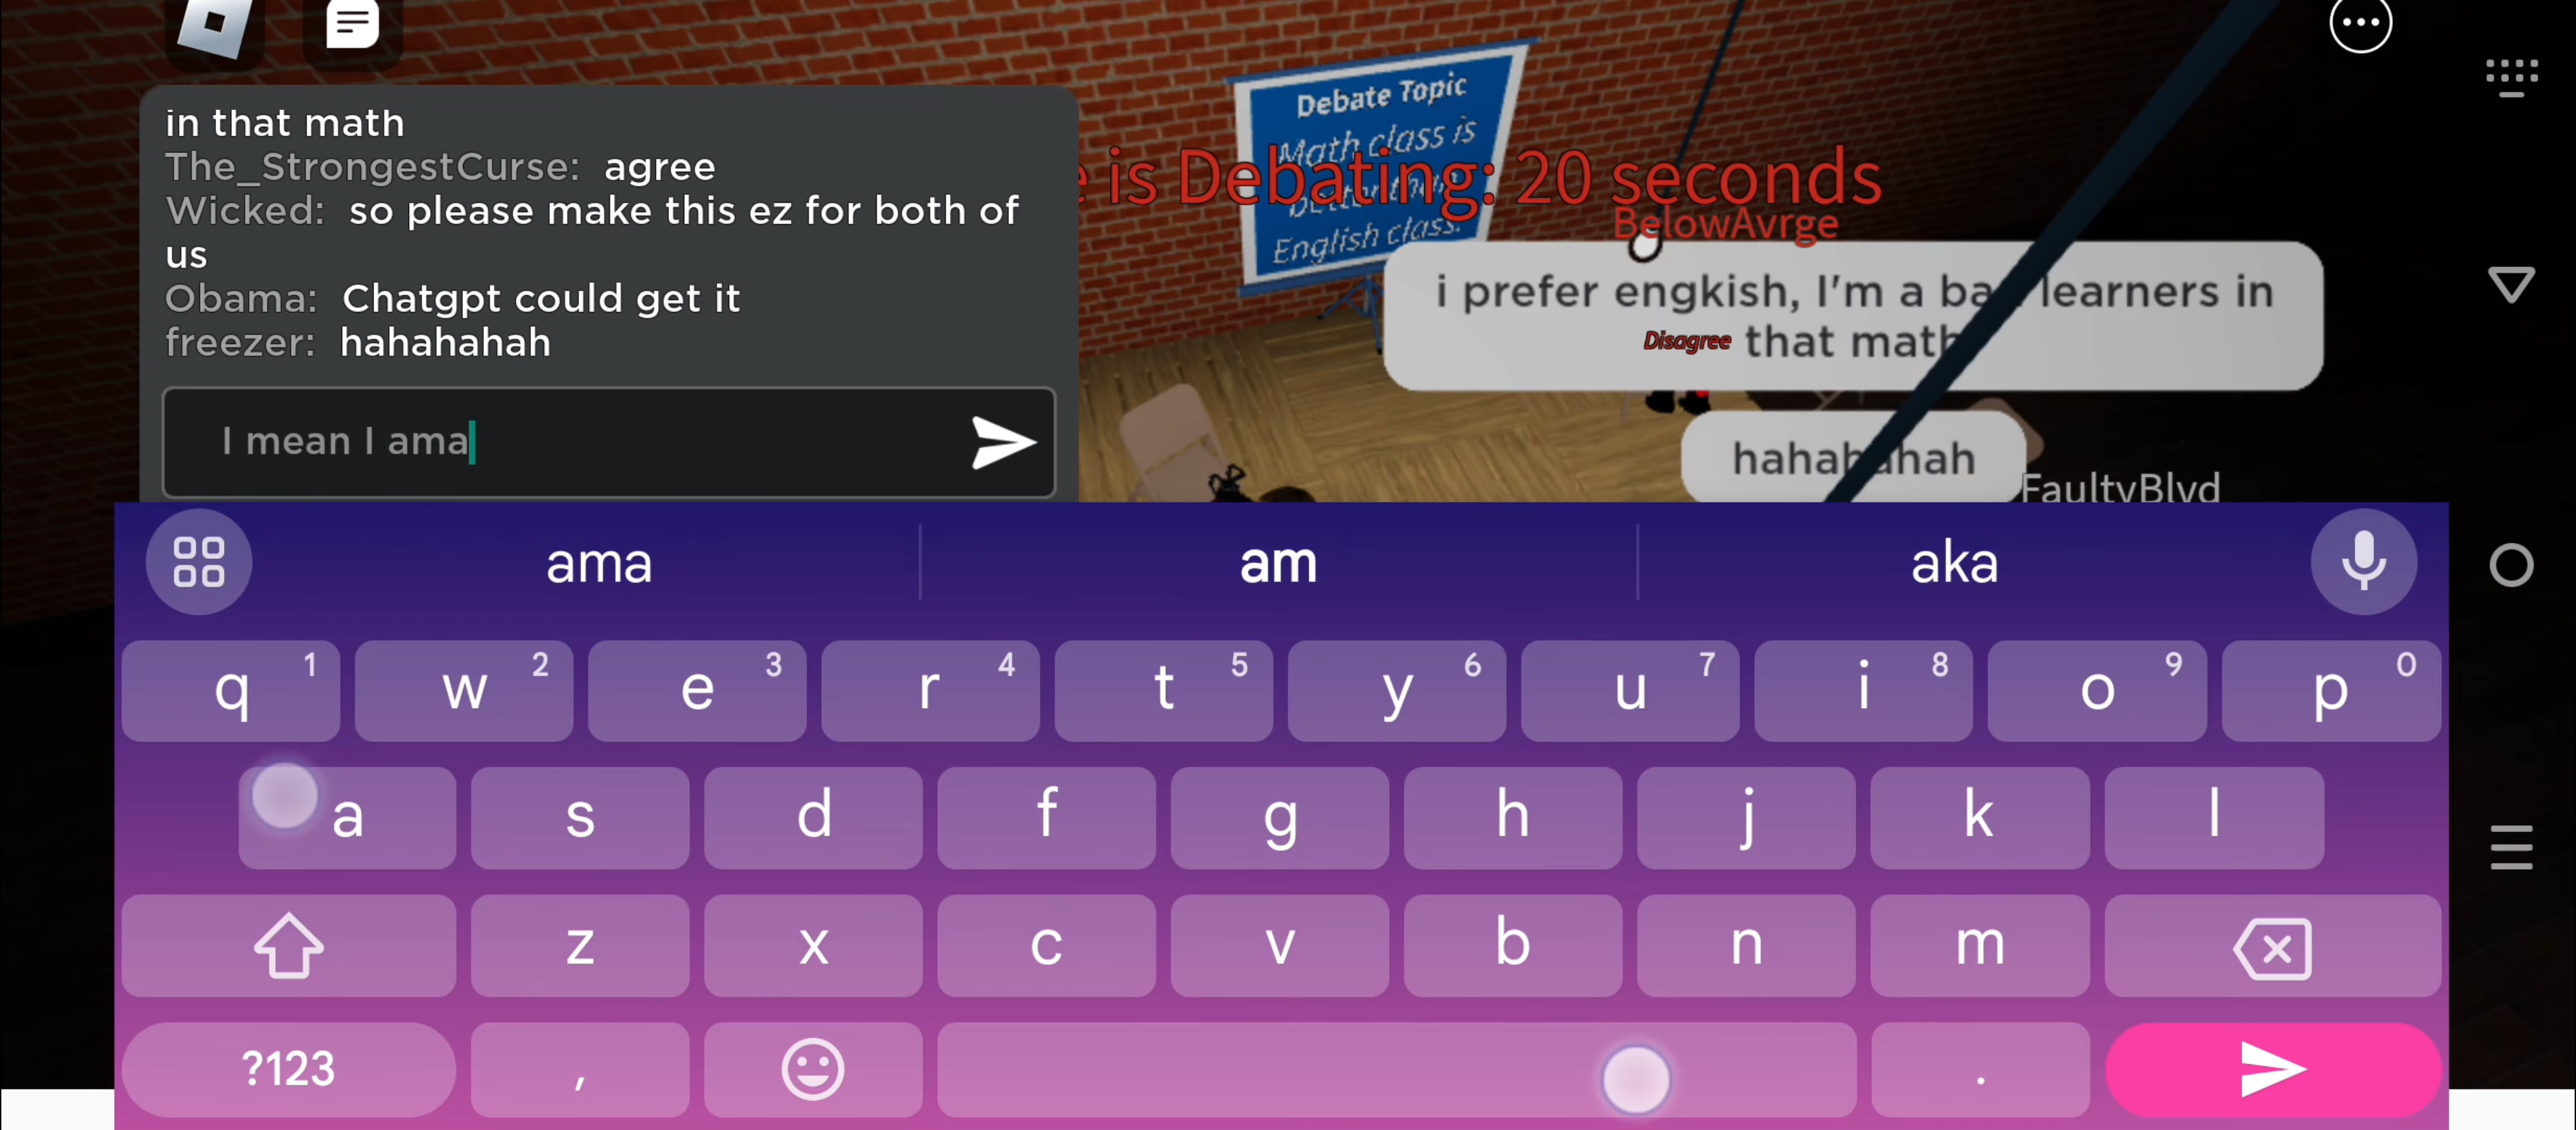 in that math
The_StrongestCurse: agree
Wicked: so please make this ez for both of
us
Obama: Chatgpt could get it
freezer: hahahahah
I mean I ama
Debate Topic
Math class is
better than
English class.
is Debating: 20 seconds
BelowAvrge
i prefer engkish, I'm a learners in
Disagree
that math
hahahahah
FaultyBlvd
ama am aka
q 1 w 2 e 3 r 4 t 5 y 6 u 7 i 8 o 9 p 0
a s d f g h j k l
z x c v b n m
?123 , .